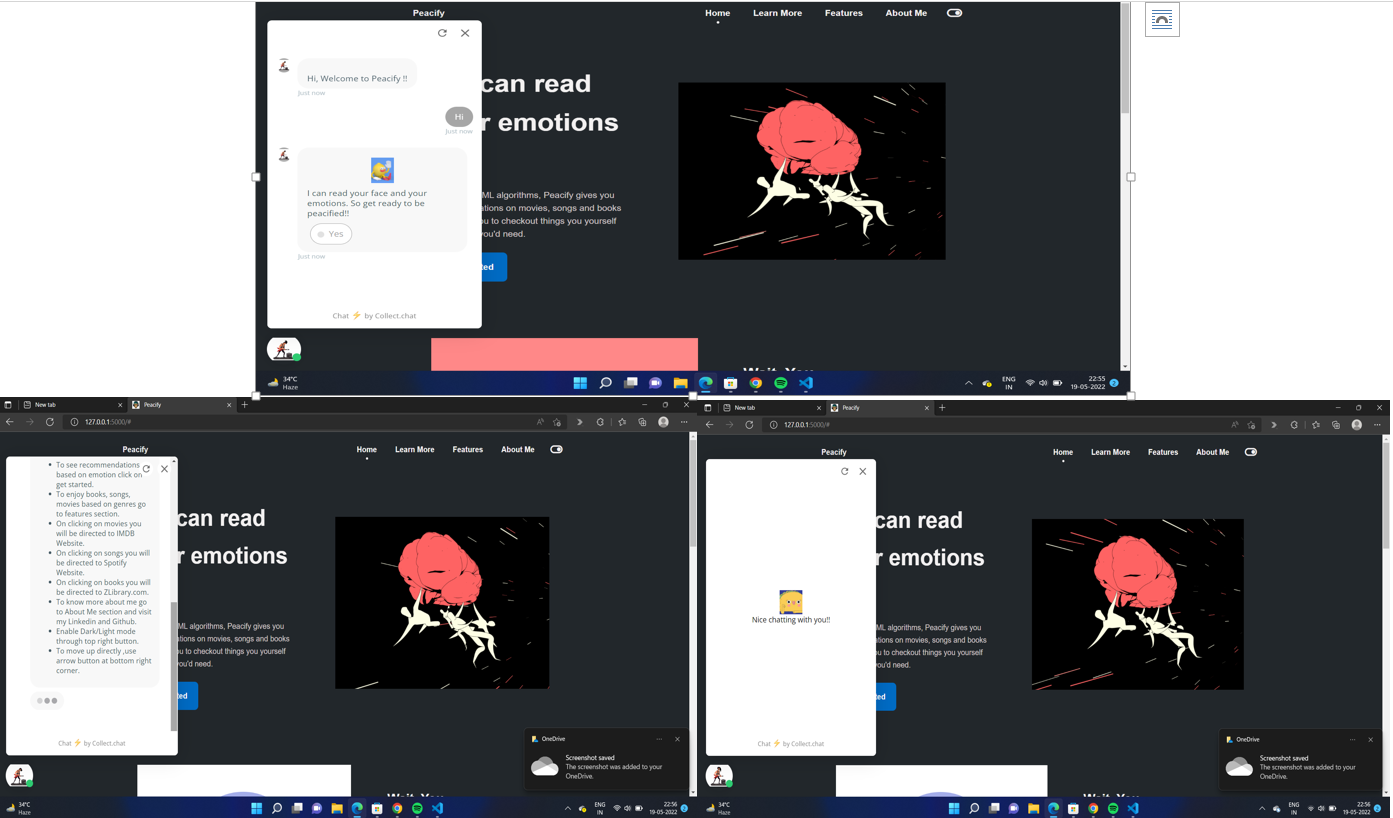 Peacify
Home Learn More Features About Me
Hi, Welcome to Peacify !!
Just now
Hi
Just now
I can read your face and your
emotions. So get ready to be
peacified!!
Yes
Just now
Chat ⚡ by Collect.chat
can read
r emotions
ML algorithms, Peacify gives you
ations on movies, songs and books
ou to checkout things you yourself
you'd need.
ted
34°C
Haze
ENG
IN
22:55
19-05-2022
2
New tab
Peacify
127.0.0.1:5000/#
Peacify
Home Learn More Features About Me
• To see recommendations
based on emotion click on
get started.
• To enjoy books, songs,
movies based on genres go
to features section.
• On clicking on movies you
will be directed to IMDB
Website.
• On clicking on songs you will
be directed to Spotify
Website.
• On clicking on books you will
be directed to ZLibrary.com.
• To know more about me go
to About Me section and visit
my Linkedin and Github.
• Enable Dark/Light mode
through top right button.
• To move up directly ,use
arrow button at bottom right
corner.
Chat ⚡ by Collect.chat
can read
r emotions
ML algorithms, Peacify gives you
ations on movies, songs and books
ou to checkout things you yourself
you'd need.
ted
OneDrive
Screenshot saved
The screenshot was added to your
OneDrive.
34°C
Haze
ENG
IN
22:56
19-05-2022
2
New tab
Peacify
127.0.0.1:5000/#
Peacify
Home Learn More Features About Me
Nice chatting with you!!
Chat ⚡ by Collect.chat
can read
r emotions
ML algorithms, Peacify gives you
ations on movies, songs and books
ou to checkout things you yourself
you'd need.
ted
OneDrive
Screenshot saved
The screenshot was added to your
OneDrive.
34°C
Haze
ENG
IN
22:56
19-05-2022
2